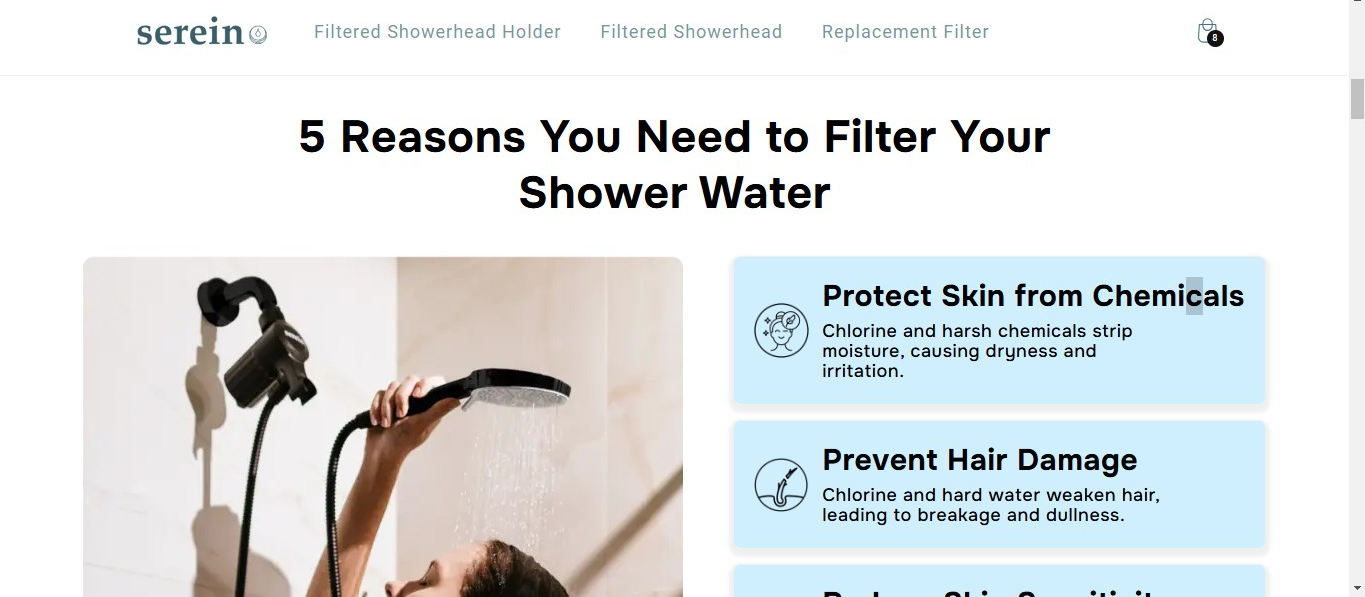 serein
Filtered Showerhead Holder
Filtered Showerhead
Replacement Filter
8
5 Reasons You Need to Filter Your
Shower Water
Protect Skin from Chemicals
Chlorine and harsh chemicals strip
moisture, causing dryness and
irritation.
Prevent Hair Damage
Chlorine and hard water weaken hair,
leading to breakage and dullness.